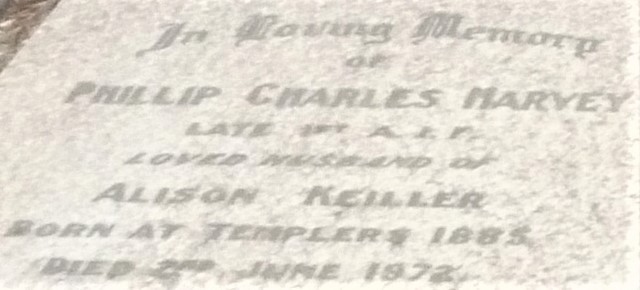 In Loving Memory
of
PHILLIP CHARLES HARVEY
LATE 1ST A.I.F.
LOVED HUSBAND OF
ALISON KEILLER
BORN AT TEMPLERS 1885
DIED 2ND JUNE 1972